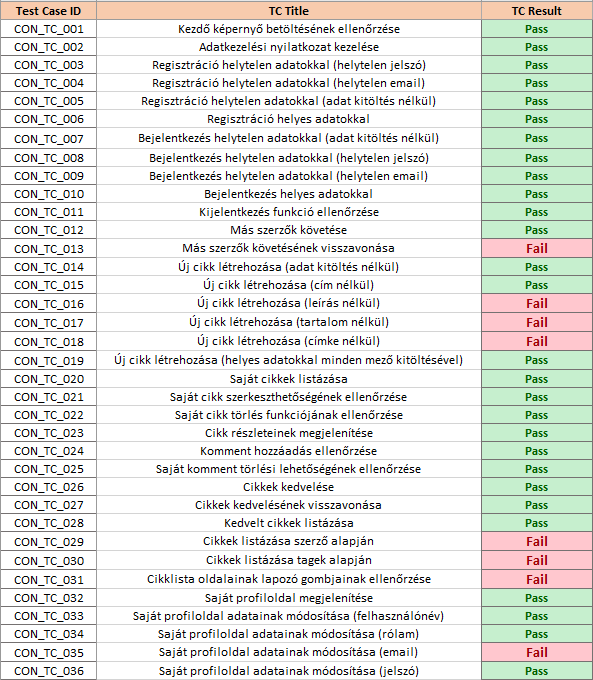 Test Case ID TC Title TC Result
CON_TC_001 Kezdő képernyő betöltésének ellenőrzése Pass
CON_TC_002 Adatkezelési nyilatkozat kezelése Pass
CON_TC_003 Regisztráció helytelen adatokkal (helytelen jelszó) Pass
CON_TC_004 Regisztráció helytelen adatokkal (helytelen email) Pass
CON_TC_005 Regisztráció helytelen adatokkal (adat kitöltés nélkül) Pass
CON_TC_006 Regisztráció helyes adatokkal Pass
CON_TC_007 Bejelentkezés helytelen adatokkal (adat kitöltés nélkül) Pass
CON_TC_008 Bejelentkezés helytelen adatokkal (helytelen jelszó) Pass
CON_TC_009 Bejelentkezés helytelen adatokkal (helytelen email) Pass
CON_TC_010 Bejelentkezés helyes adatokkal Pass
CON_TC_011 Kijelentkezés funkció ellenőrzése Pass
CON_TC_012 Más szerzők követése Pass
CON_TC_013 Más szerzők követésének visszavonása Fail
CON_TC_014 Új cikk létrehozása (adat kitöltés nélkül) Pass
CON_TC_015 Új cikk létrehozása (cím nélkül) Pass
CON_TC_016 Új cikk létrehozása (leírás nélkül) Fail
CON_TC_017 Új cikk létrehozása (tartalom nélkül) Fail
CON_TC_018 Új cikk létrehozása (címke nélkül) Fail
CON_TC_019 Új cikk létrehozása (helyes adatokkal minden mező kitöltésével) Pass
CON_TC_020 Saját cikkek listázása Pass
CON_TC_021 Saját cikk szerkeszthetőségének ellenőrzése Pass
CON_TC_022 Saját cikk törlés funkciójának ellenőrzése Pass
CON_TC_023 Cikk részleteinek megjelenítése Pass
CON_TC_024 Komment hozzáadás ellenőrzése Pass
CON_TC_025 Saját komment törlési lehetőségének ellenőrzése Pass
CON_TC_026 Cikkek kedvelése Pass
CON_TC_027 Cikkek kedvelésének visszavonása Pass
CON_TC_028 Kedvelt cikkek listázása Pass
CON_TC_029 Cikkek listázása szerző alapján Fail
CON_TC_030 Cikkek listázása tagek alapján Fail
CON_TC_031 Cikklista oldalainak lapozó gombjainak ellenőrzése Fail
CON_TC_032 Saját profiloldal megjelenítése Pass
CON_TC_033 Saját profiloldal adatainak módosítása (felhasználónév) Pass
CON_TC_034 Saját profiloldal adatainak módosítása (rólam) Pass
CON_TC_035 Saját profiloldal adatainak módosítása (email) Fail
CON_TC_036 Saját profiloldal adatainak módosítása (jelszó) Pass